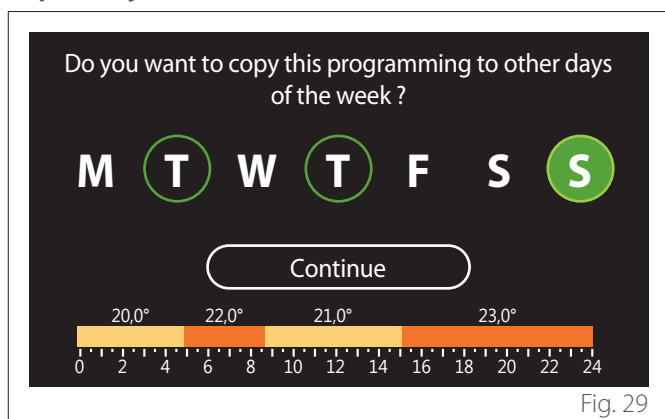 Do you want to copy this programming to other days
of the week ?
M T W T F S S
Continue
20,0° 22,0° 21,0° 23,0°
0 2 4 6 8 10 12 14 16 18 20 22 24
Fig. 29